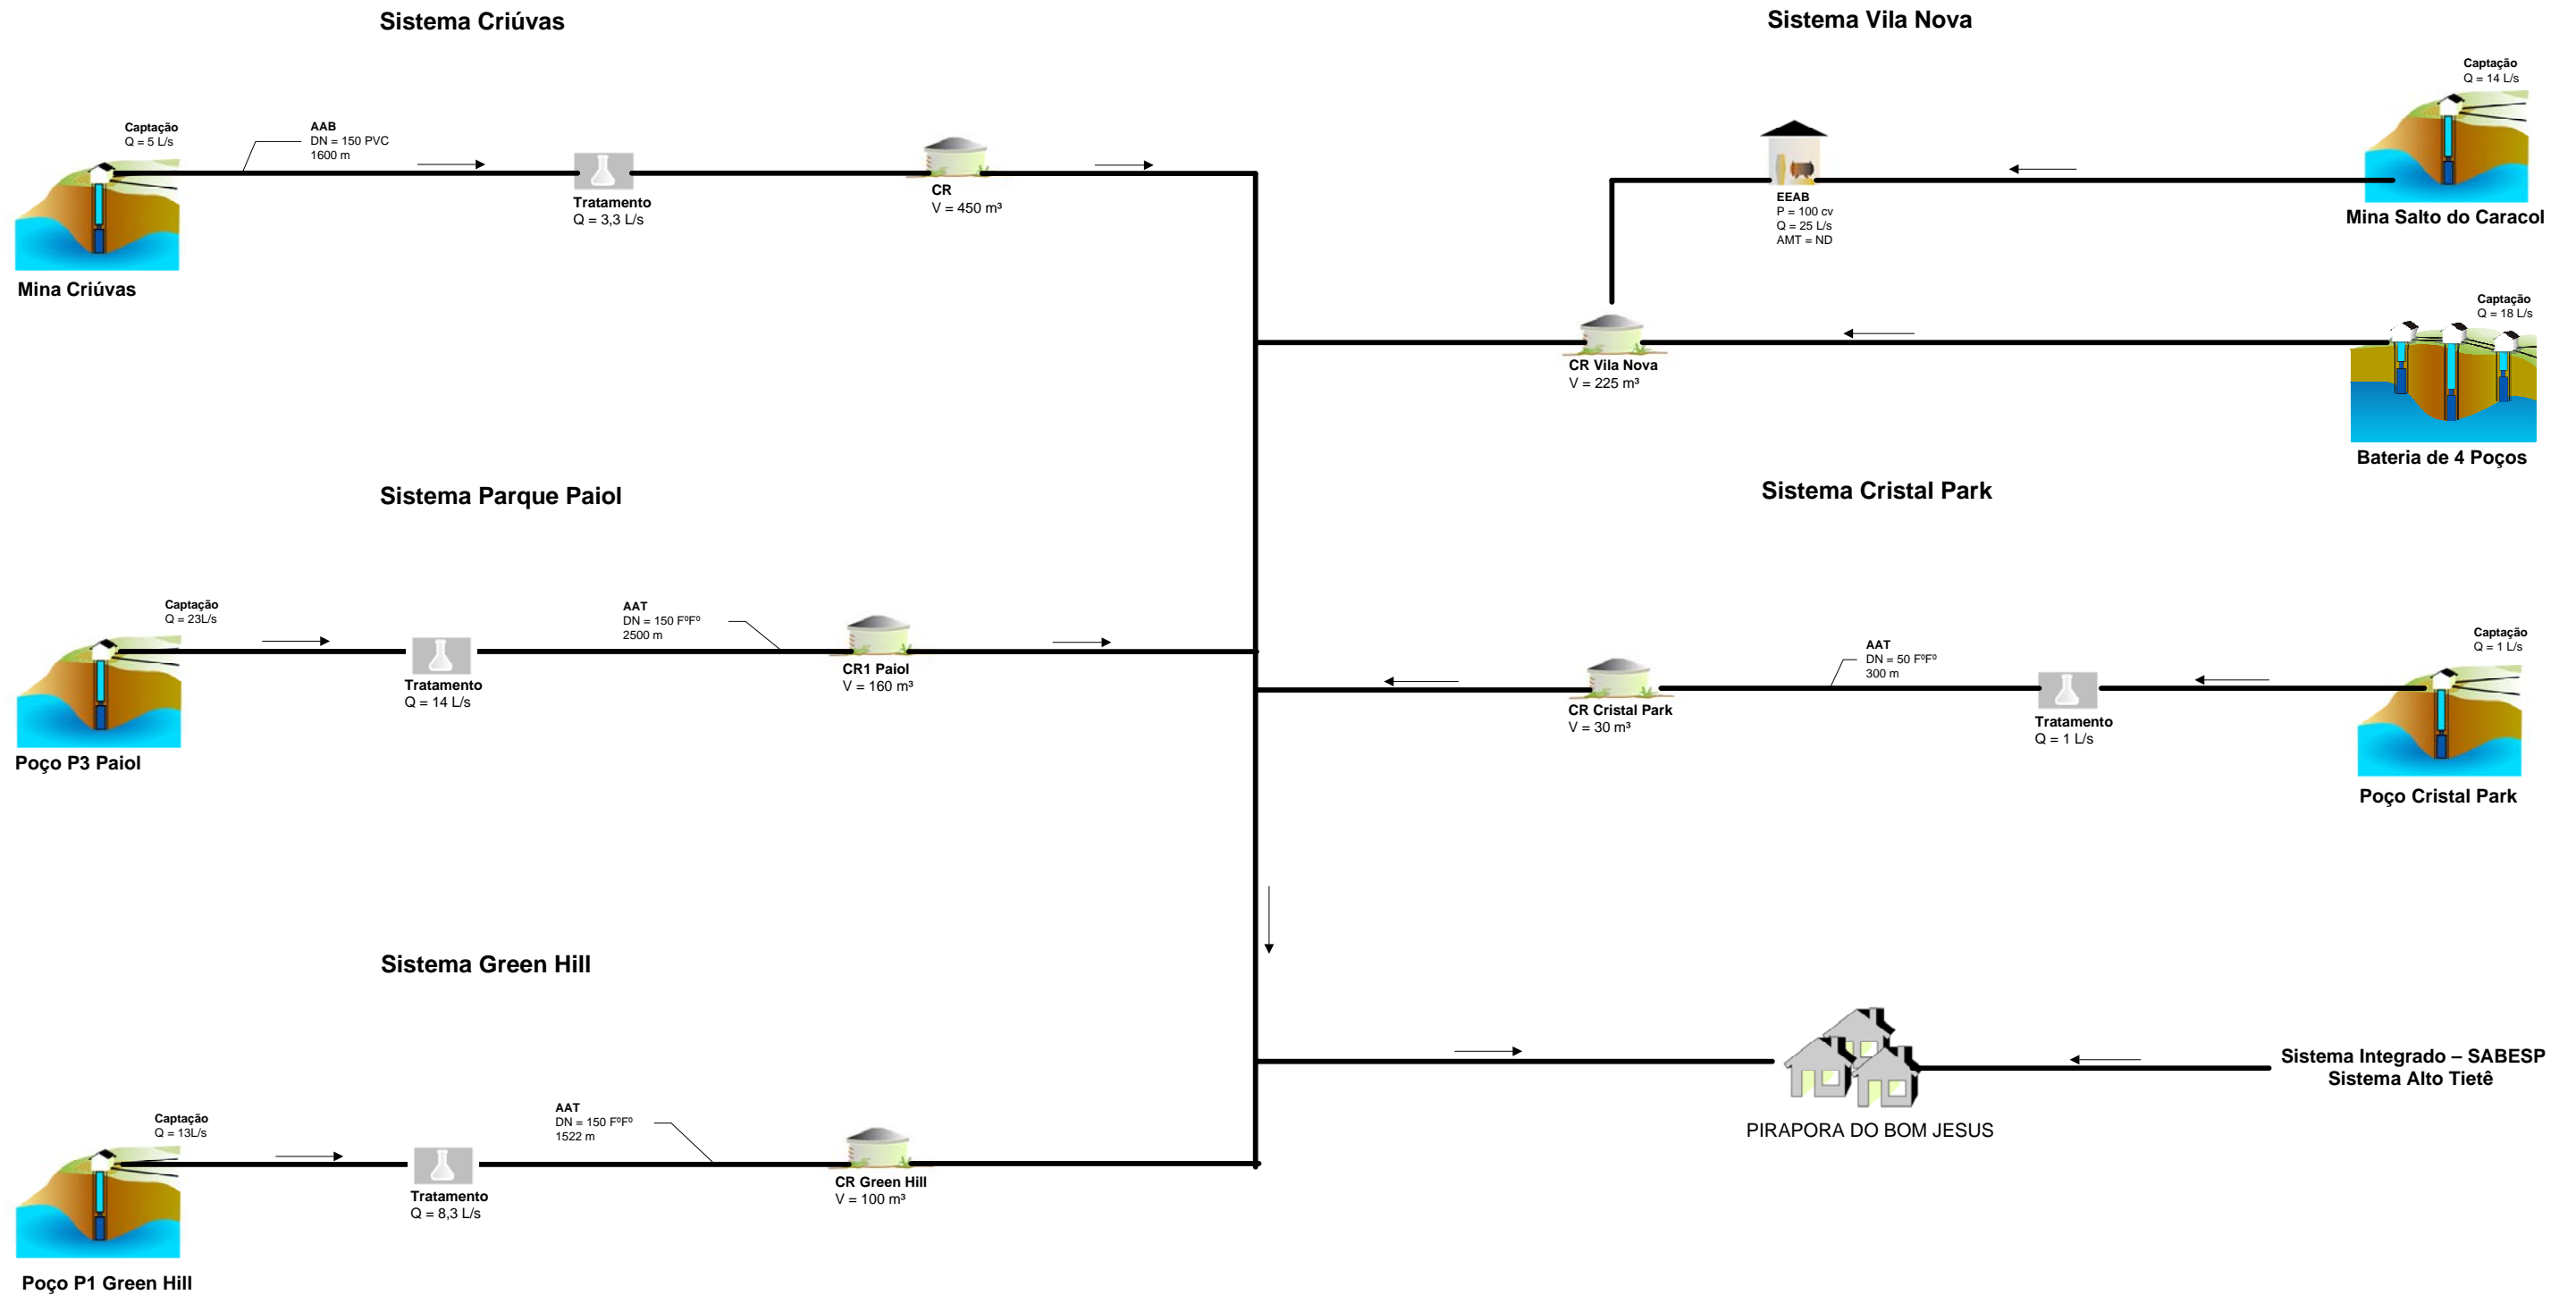 Sistema Criúvas
Captação
Q = 5 L/s
AAB
DN = 150 PVC
1600 m
Tratamento
Q = 3,3 L/s
CR
V = 450 m³
Mina Criúvas
Sistema Vila Nova
Captação
Q = 14 L/s
EEAB
P = 100 cv
Q = 25 L/s
AMT = ND
Mina Salto do Caracol
Captação
Q = 18 L/s
CR Vila Nova
V = 225 m³
Bateria de 4 Poços
Sistema Parque Paiol
Captação
Q = 23L/s
AAT
DN = 150 FºFº
2500 m
Tratamento
Q = 14 L/s
CR1 Paiol
V = 160 m³
Poço P3 Paiol
Sistema Cristal Park
Captação
Q = 1 L/s
AAT
DN = 50 FºFº
300 m
CR Cristal Park
V = 30 m³
Tratamento
Q = 1 L/s
Poço Cristal Park
Sistema Green Hill
Captação
Q = 13L/s
AAT
DN = 150 FºFº
1522 m
Tratamento
Q = 8,3 L/s
CR Green Hill
V = 100 m³
Poço P1 Green Hill
PIRAPORA DO BOM JESUS
Sistema Integrado – SABESP
Sistema Alto Tietê